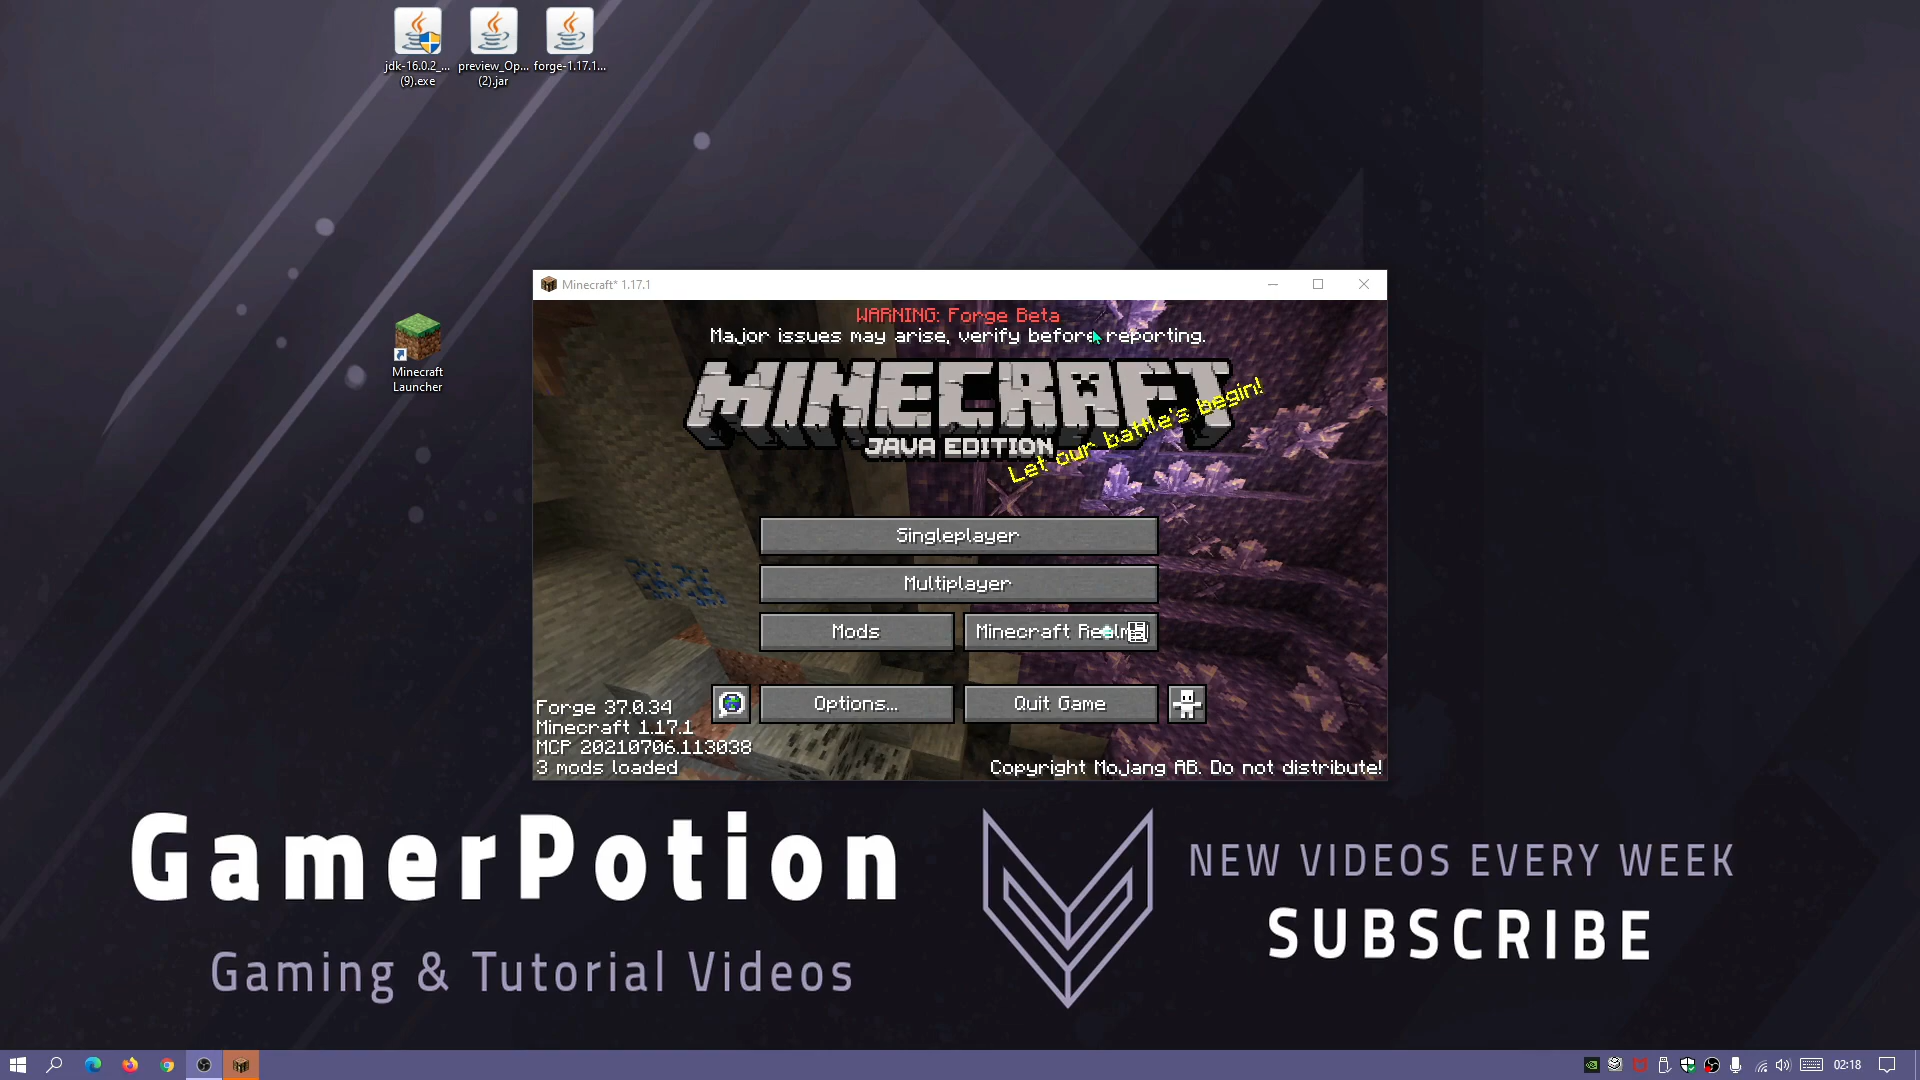 jdk-16.0.2_... (9).exe
preview_Op... (2).jar
forge-1.17.1...
Minecraft Launcher
Minecraft* 1.17.1
WARNING: Forge Beta
Major issues may arise, verify before reporting.
MINECRAFT
JAVA EDITION
Let our battle's begin!
Singleplayer
Multiplayer
Mods
Minecraft Realms
Options...
Quit Game
Forge 37.0.34
Minecraft 1.17.1
MCP 20210706.113038
3 mods loaded
Copyright Mojang AB. Do not distribute!
GamerPotion
Gaming & Tutorial Videos
NEW VIDEOS EVERY WEEK
SUBSCRIBE
02:18